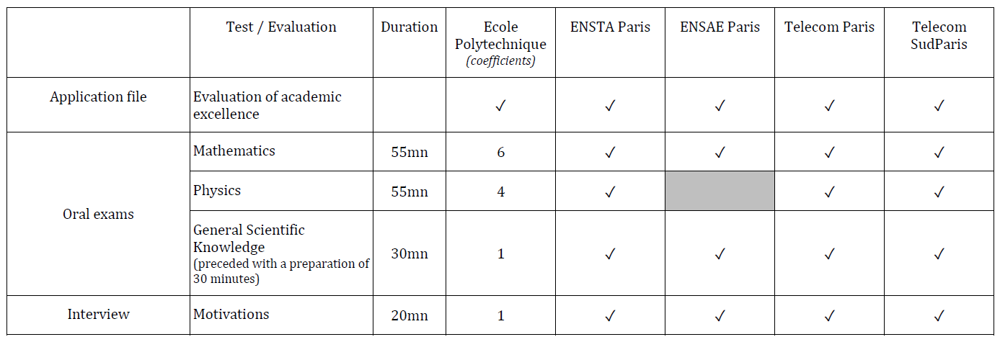 Test / Evaluation Duration Ecole Polytechnique (coefficients) ENSTA Paris ENSAE Paris Telecom Paris Telecom SudParis
Application file Evaluation of academic excellence ✓ ✓ ✓ ✓ ✓
Oral exams Mathematics 55mn 6 ✓ ✓ ✓ ✓
Physics 55mn 4 ✓ ✓ ✓
General Scientific Knowledge (preceded with a preparation of 30 minutes) 30mn 1 ✓ ✓ ✓ ✓
Interview Motivations 20mn 1 ✓ ✓ ✓ ✓